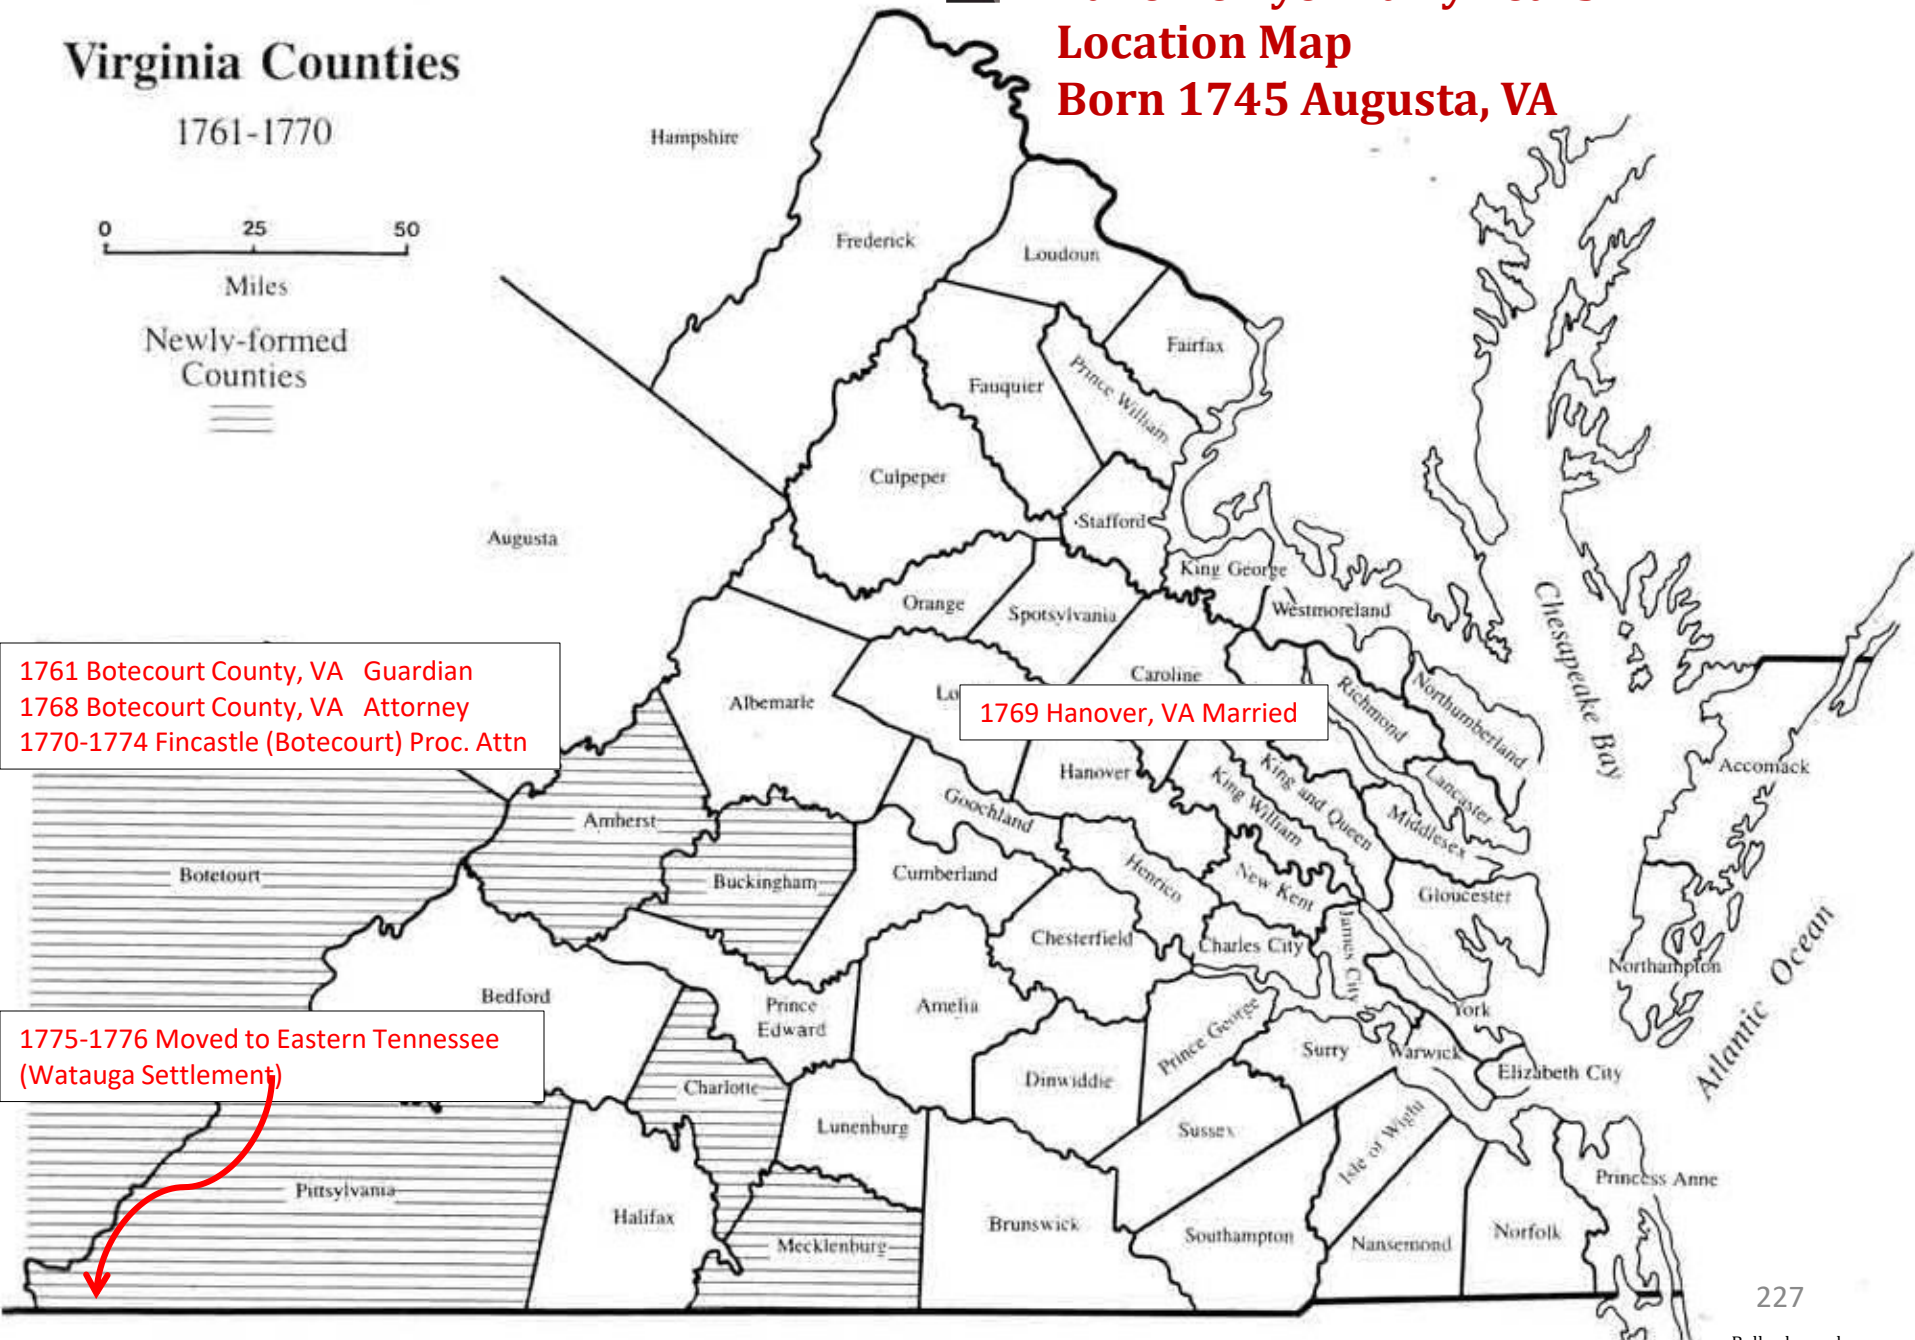 Location Map
Born 1745 Augusta, VA
Virginia Counties
1761-1770
0 25 50
Miles
Newly-formed
Counties
Hampshire
Frederick
Loudoun
Fairfax
Fauquier
Prince William
Culpeper
Stafford
Augusta
King George
Westmoreland
Orange
Spotsylvania
Caroline
Richmond
Northumberland
Chesapeake Bay
1761 Botecourt County, VA Guardian
1768 Botecourt County, VA Attorney
1770-1774 Fincastle (Botecourt) Proc. Attn
Albemarle
Lo
1769 Hanover, VA Married
Hanover
King and Queen
King William
Lancaster
Middlesex
Accomack
Goochland
Amherst
Botetourt
Buckingham
Cumberland
Henrico
New Kent
Gloucester
Chesterfield
Charles City
James City
Northampton
Atlantic Ocean
Bedford
Prince
Edward
Amelia
Prince George
York
1775-1776 Moved to Eastern Tennessee
(Watauga Settlement)
Surry
Warwick
Elizabeth City
Charlotte
Dinwiddie
Lunenburg
Sussex
Isle of Wight
Princess Anne
Pittsylvania
Halifax
Mecklenburg
Brunswick
Southampton
Nansemond
Norfolk
227